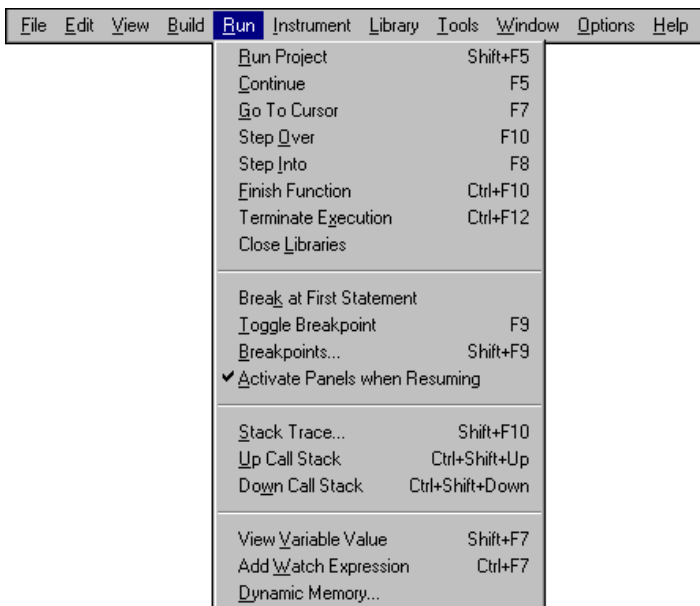 File Edit View Build Run Instrument Library Tools Window Options Help
Run Project Shift+F5
Continue F5
Go To Cursor F7
Step Over F10
Step Into F8
Finish Function Ctrl+F10
Terminate Execution Ctrl+F12
Close Libraries
Break at First Statement
Toggle Breakpoint F9
Breakpoints... Shift+F9
Activate Panels when Resuming
Stack Trace... Shift+F10
Up Call Stack Ctrl+Shift+Up
Down Call Stack Ctrl+Shift+Down
View Variable Value Shift+F7
Add Watch Expression Ctrl+F7
Dynamic Memory...